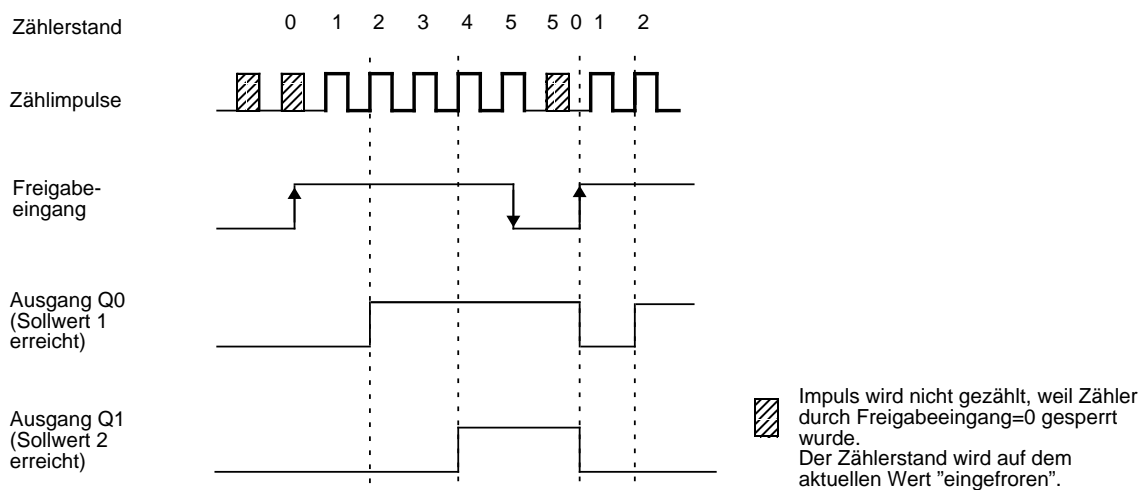 Zählerstand 0 1 2 3 4 5 5 0 1 2
Zählimpulse
Freigabe-
eingang
Ausgang Q0
(Sollwert 1
erreicht)
Ausgang Q1
(Sollwert 2
erreicht)
Impuls wird nicht gezählt, weil Zähler
durch Freigabeeingang=0 gesperrt
wurde.
Der Zählerstand wird auf dem
aktuellen Wert ”eingefroren”.